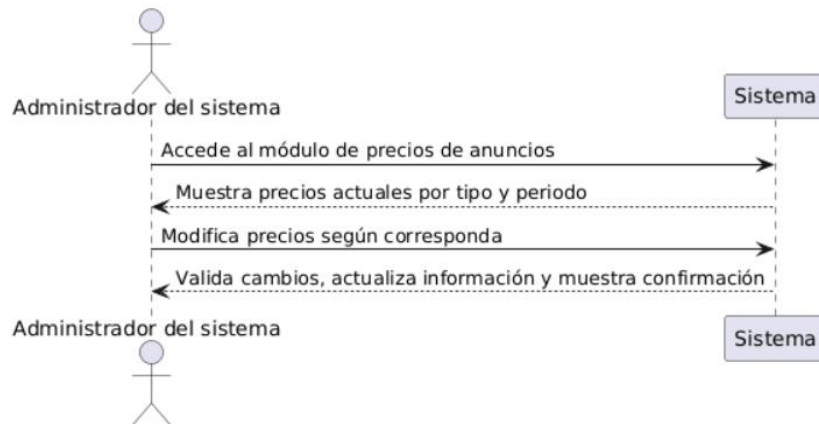 Administrador del sistema
Sistema
Accede al módulo de precios de anuncios
Muestra precios actuales por tipo y periodo
Modifica precios según corresponda
Valida cambios, actualiza información y muestra confirmación
Administrador del sistema
Sistema